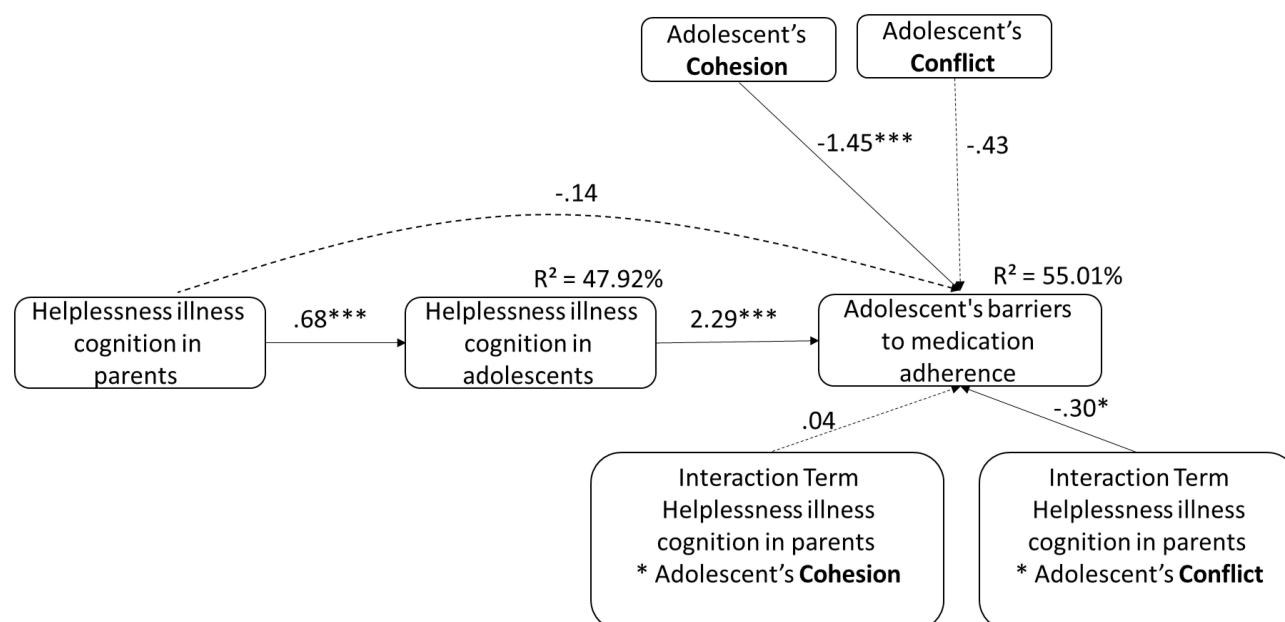 Adolescent's
Cohesion
Adolescent's
Conflict
-1.45***
-.43
-.14
R² = 47.92%
R² = 55.01%
Helplessness illness
cognition in
parents
.68***
Helplessness illness
cognition in
adolescents
2.29***
Adolescent's barriers
to medication
adherence
.04
-.30*
Interaction Term
Helplessness illness
cognition in parents
* Adolescent's Cohesion
Interaction Term
Helplessness illness
cognition in parents
* Adolescent's Conflict